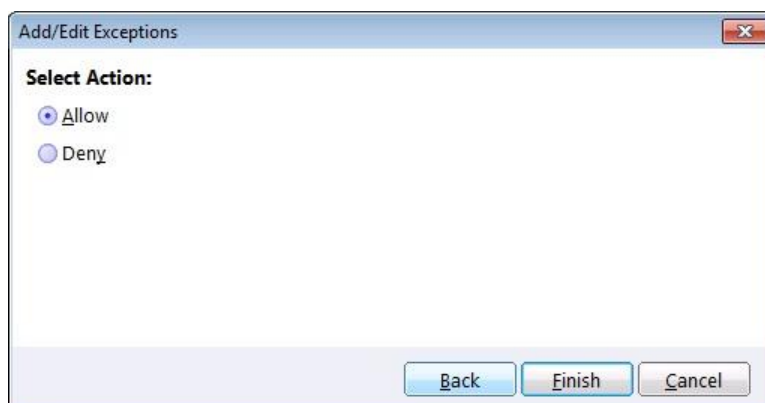 Add/Edit Exceptions
Select Action:
Allow
Deny
Back Finish Cancel